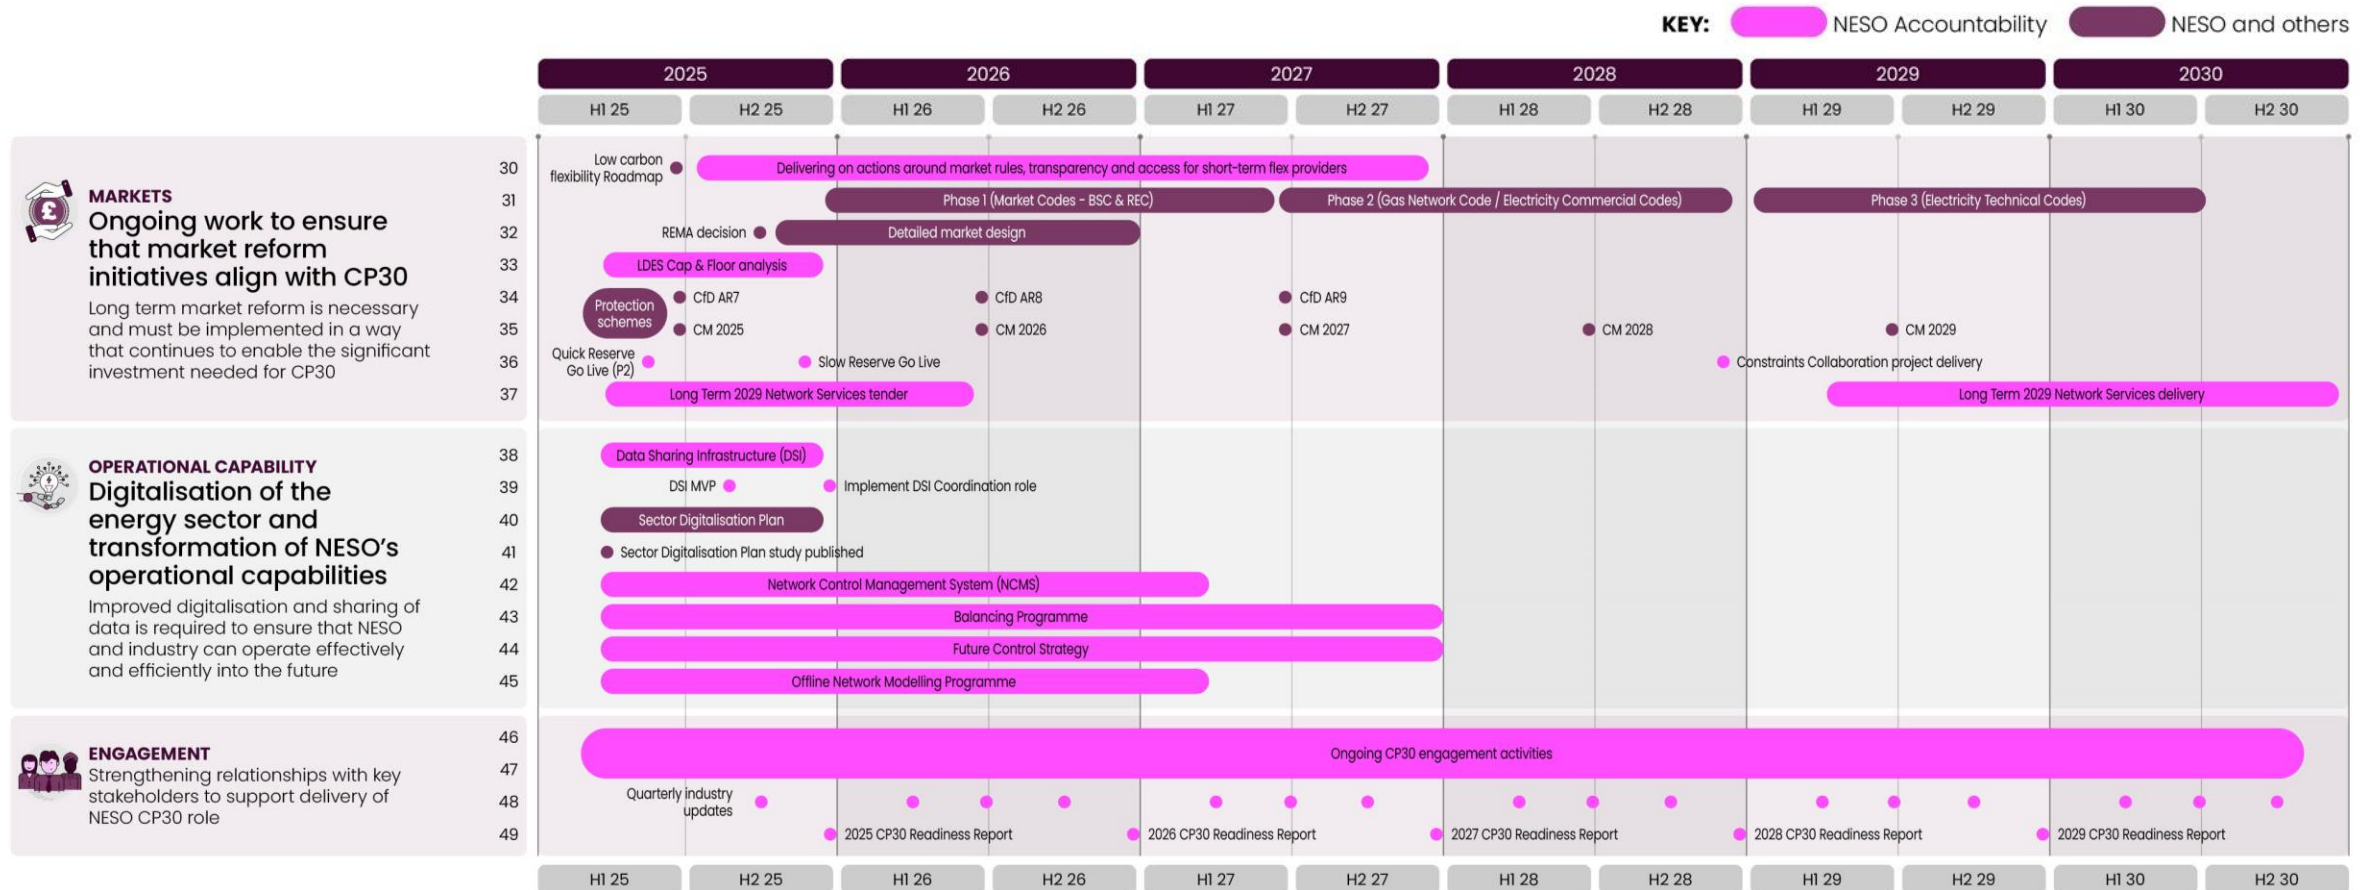 KEY: NESO Accountability NESO and others
2025 2026 2027 2028 2029 2030
H1 25 H2 25 H1 26 H2 26 H1 27 H2 27 H1 28 H2 28 H1 29 H2 29 H1 30 H2 30
MARKETS
Ongoing work to ensure
that market reform
initiatives align with CP30
Long term market reform is necessary
and must be implemented in a way
that continues to enable the significant
investment needed for CP30
30 Low carbon
flexibility Roadmap
Delivering on actions around market rules, transparency and access for short-term flex providers
31 Phase 1 (Market Codes - BSC & REC) Phase 2 (Gas Network Code / Electricity Commercial Codes) Phase 3 (Electricity Technical Codes)
32 REMA decision Detailed market design
33 LDES Cap & Floor analysis
Protection
schemes
34 CfD AR7 CfD AR8 CfD AR9
35 CM 2025 CM 2026 CM 2027 CM 2028 CM 2029
36 Quick Reserve
Go Live (P2)
Slow Reserve Go Live Constraints Collaboration project delivery
37 Long Term 2029 Network Services tender Long Term 2029 Network Services delivery
OPERATIONAL CAPABILITY
Digitalisation of the
energy sector and
transformation of NESO's
operational capabilities
Improved digitalisation and sharing of
data is required to ensure that NESO
and industry can operate effectively
and efficiently into the future
38 Data Sharing Infrastructure (DSI)
39 DSI MVP Implement DSI Coordination role
40 Sector Digitalisation Plan
41 Sector Digitalisation Plan study published
42 Network Control Management System (NCMS)
43 Balancing Programme
44 Future Control Strategy
45 Offline Network Modelling Programme
ENGAGEMENT
Strengthening relationships with key
stakeholders to support delivery of
NESO CP30 role
46
47
Ongoing CP30 engagement activities
48 Quarterly industry
updates
49 2025 CP30 Readiness Report 2026 CP30 Readiness Report 2027 CP30 Readiness Report 2028 CP30 Readiness Report 2029 CP30 Readiness Report
H1 25 H2 25 H1 26 H2 26 H1 27 H2 27 H1 28 H2 28 H1 29 H2 29 H1 30 H2 30